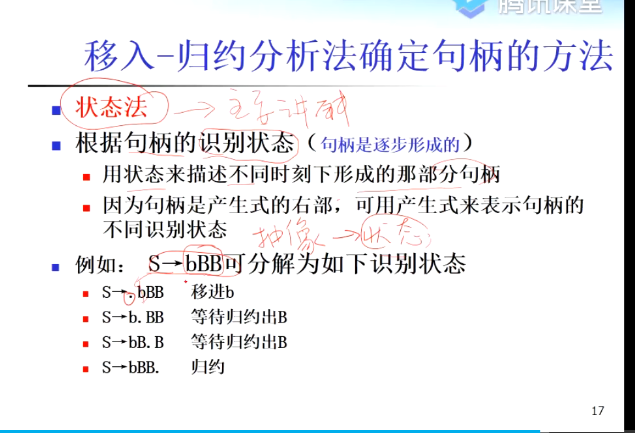 腾讯课堂
移入-归约分析法确定句柄的方法
状态法
根据句柄的识别状态（句柄是逐步形成的）
用状态来描述不同时刻下形成的那部分句柄
因为句柄是产生式的右部，可用产生式来表示句柄的
不同识别状态
抽像→状态
例如： S→bBB可分解为如下识别状态
S→.bBB 移进b
S→b.BB 等待归约出B
S→bB.B 等待归约出B
S→bBB. 归约
17